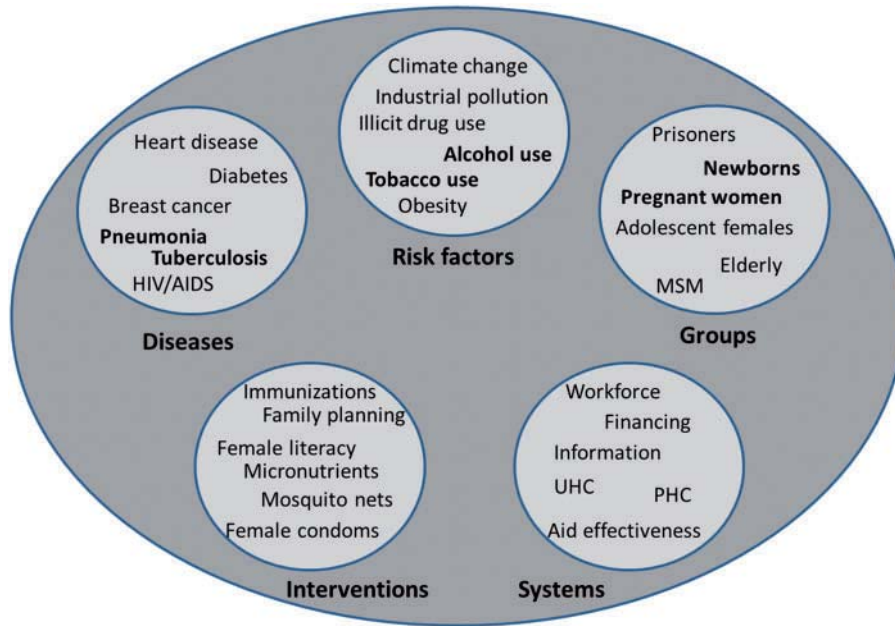 Climate change
Industrial pollution
Illicit drug use
Alcohol use
Tobacco use
Obesity
Risk factors
Heart disease
Diabetes
Breast cancer
Pneumonia
Tuberculosis
HIV/AIDS
Diseases
Prisoners
Newborns
Pregnant women
Adolescent females
Elderly
MSM
Groups
Immunizations
Family planning
Female literacy
Micronutrients
Mosquito nets
Female condoms
Interventions
Workforce
Financing
Information
UHC
PHC
Aid effectiveness
Systems